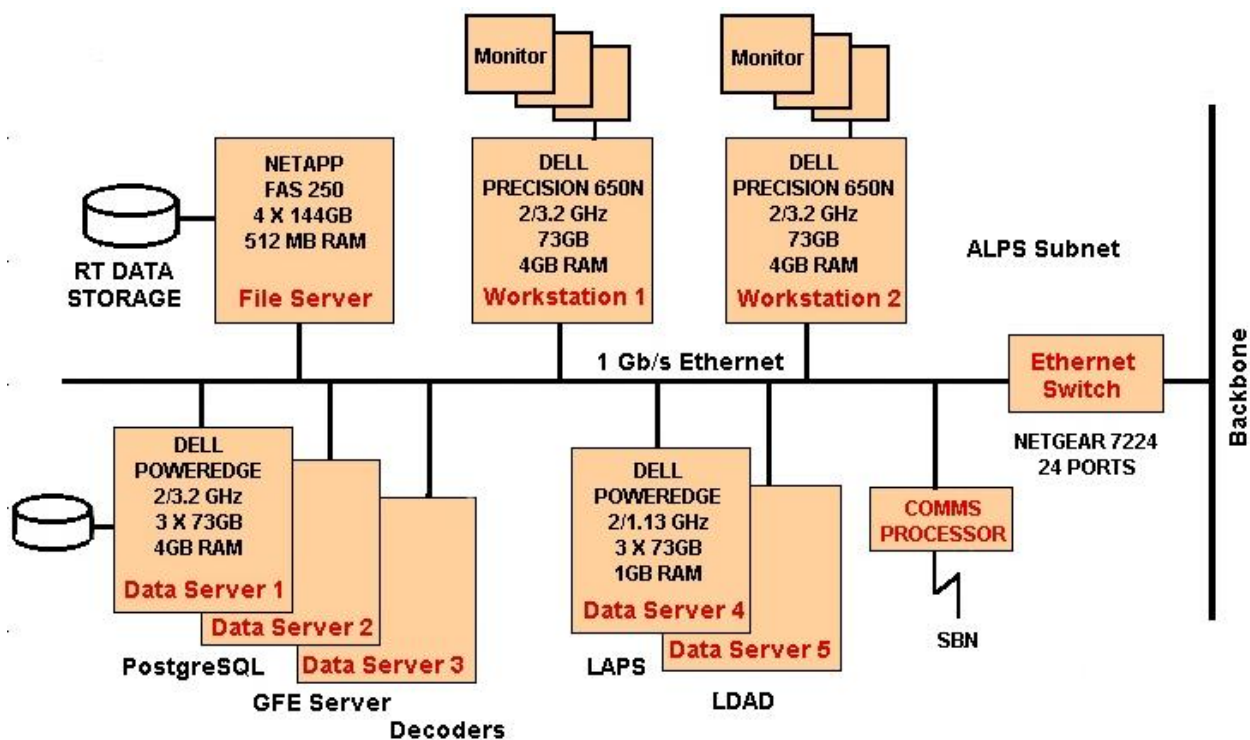 Monitor
Monitor
NETAPP
FAS 250
4 X 144GB
512 MB RAM
File Server
RT DATA
STORAGE
DELL
PRECISION 650N
2/3.2 GHz
73GB
4GB RAM
Workstation 1
DELL
PRECISION 650N
2/3.2 GHz
73GB
4GB RAM
Workstation 2
ALPS Subnet
1 Gb/s Ethernet
Ethernet
Switch
NETGEAR 7224
24 PORTS
Backbone
DELL
POWEREDGE
2/3.2 GHz
3 X 73GB
4GB RAM
Data Server 1
Data Server 2
Data Server 3
PostgreSQL
GFE Server
Decoders
DELL
POWEREDGE
2/1.13 GHz
3 X 73GB
1GB RAM
Data Server 4
Data Server 5
LAPS
LDAD
COMMS
PROCESSOR
SBN